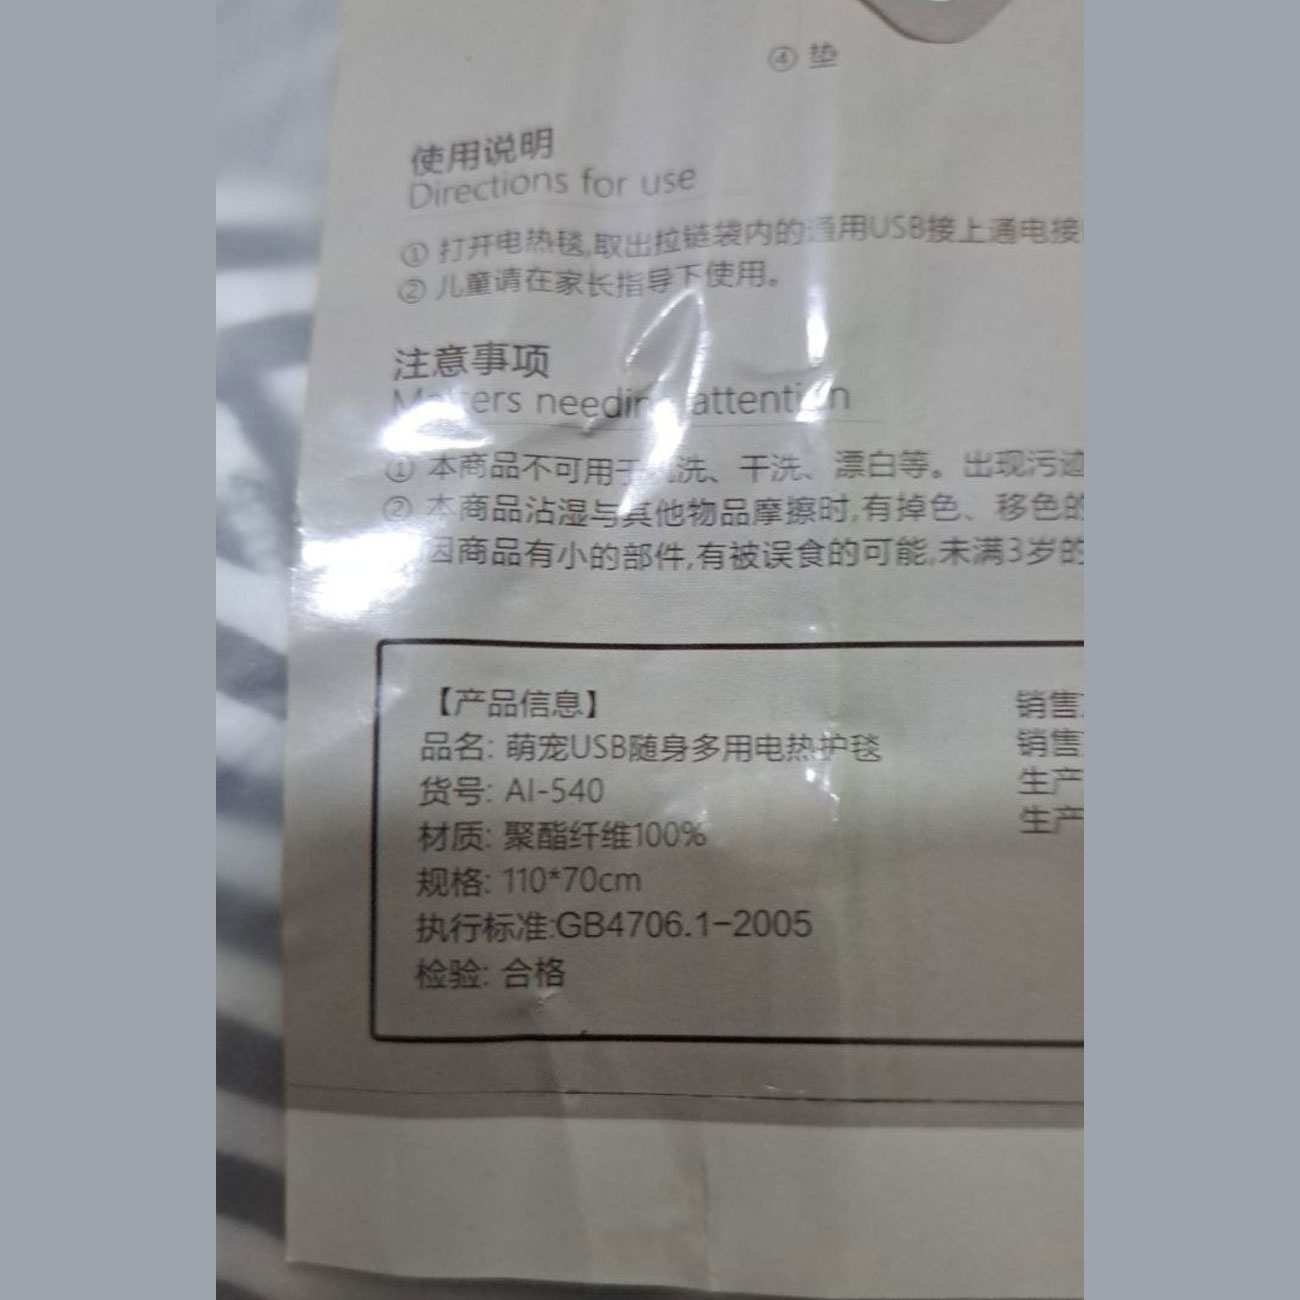 ④ 垫
使用说明
Directions for use
① 打开电热毯,取出拉链袋内的通用USB接上通电接
② 儿童请在家长指导下使用。
注意事项
Matters needing attention
① 本商品不可用于 洗、干洗、漂白等。出现污迹
② 本商品沾湿与其他物品摩擦时,有掉色、移色的
因商品有小的部件,有被误食的可能,未满3岁的
【产品信息】
品名: 萌宠USB随身多用电热护毯
货号: AI-540
材质: 聚酯纤维100%
规格: 110*70cm
执行标准:GB4706.1-2005
检验: 合格
销售
销售
生产
生产